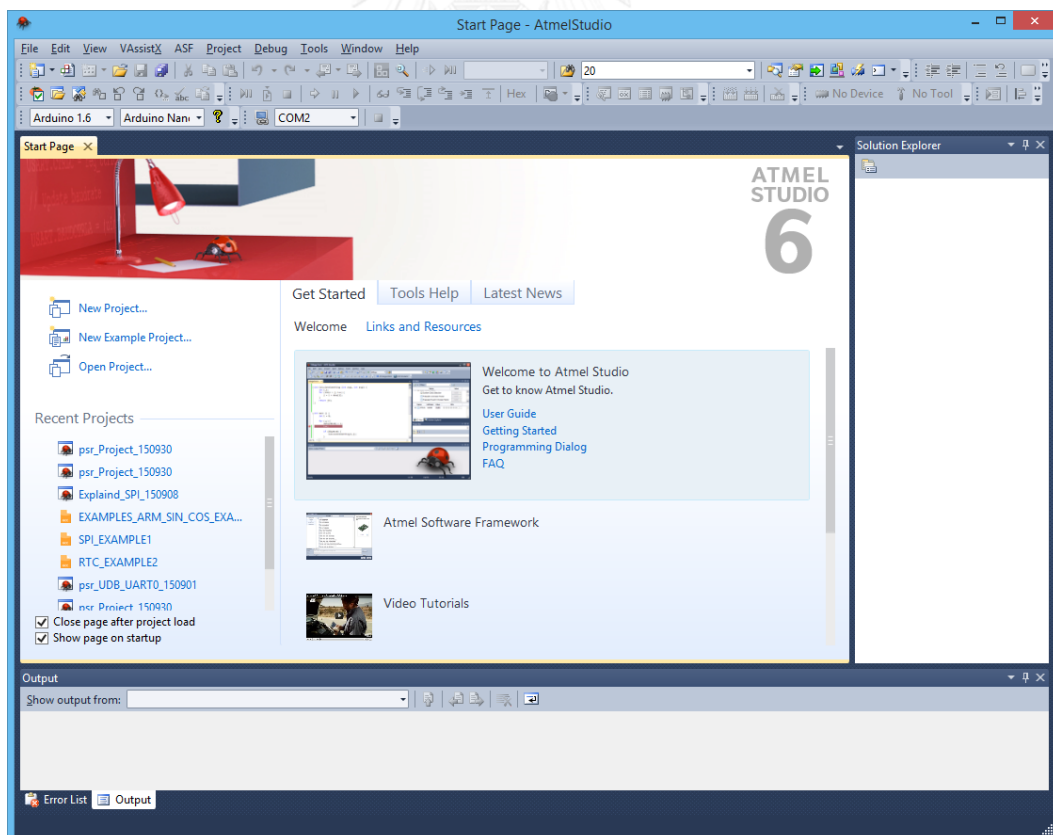 Start Page - AtmelStudio
File Edit View VAssistX ASF Project Debug Tools Window Help
20
Hex
No Device
No Tool
Arduino 1.6
Arduino Nan
COM2
Start Page
Solution Explorer
ATMEL
STUDIO
6
New Project...
New Example Project...
Open Project...
Recent Projects
psr_Project_150930
psr_Project_150930
Explaind_SPI_150908
EXAMPLES_ARM_SIN_COS_EXA...
SPI_EXAMPLE1
RTC_EXAMPLE2
psr_UDB_UART0_150901
psr_Project_150930
Close page after project load
Show page on startup
Get Started
Tools Help
Latest News
Welcome
Links and Resources
Welcome to Atmel Studio
Get to know Atmel Studio.
User Guide
Getting Started
Programming Dialog
FAQ
Atmel Software Framework
Video Tutorials
Output
Show output from:
Error List
Output